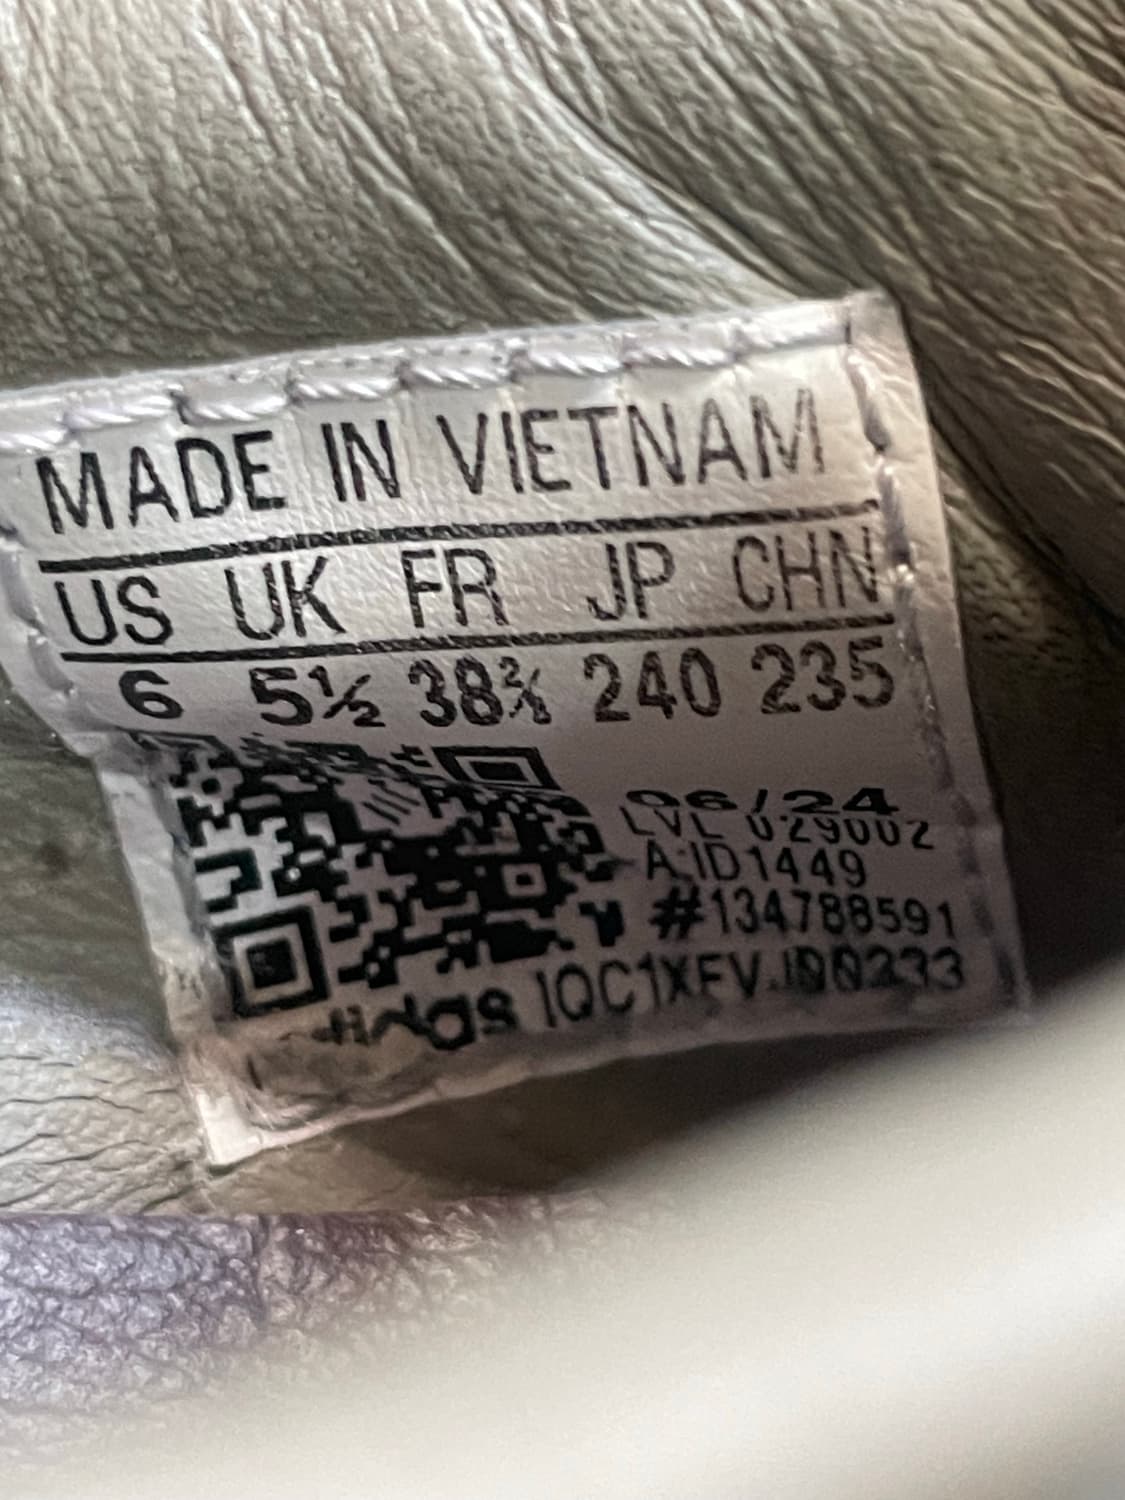 MADE IN VIETNAM
US UK FR JP CHN
6 5½ 38⅔ 240 235
06/24
LVL 029002
A:ID1449
#134788591
adidas